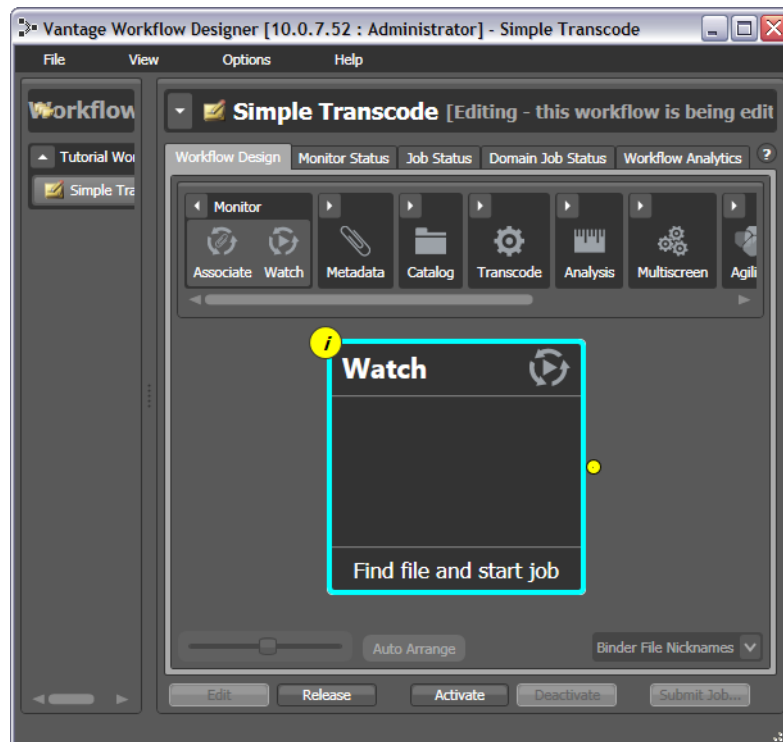 Vantage Workflow Designer [10.0.7.52 : Administrator] - Simple Transcode
File View Options Help
Workflow
Simple Transcode [Editing - this workflow is being edit
Tutorial Wor
Simple Tra
Workflow Design Monitor Status Job Status Domain Job Status Workflow Analytics ?
Monitor
Associate Watch Metadata Catalog Transcode Analysis Multiscreen Agili
i
Watch
Find file and start job
Auto Arrange Binder File Nicknames
Edit Release Activate Deactivate Submit Job...